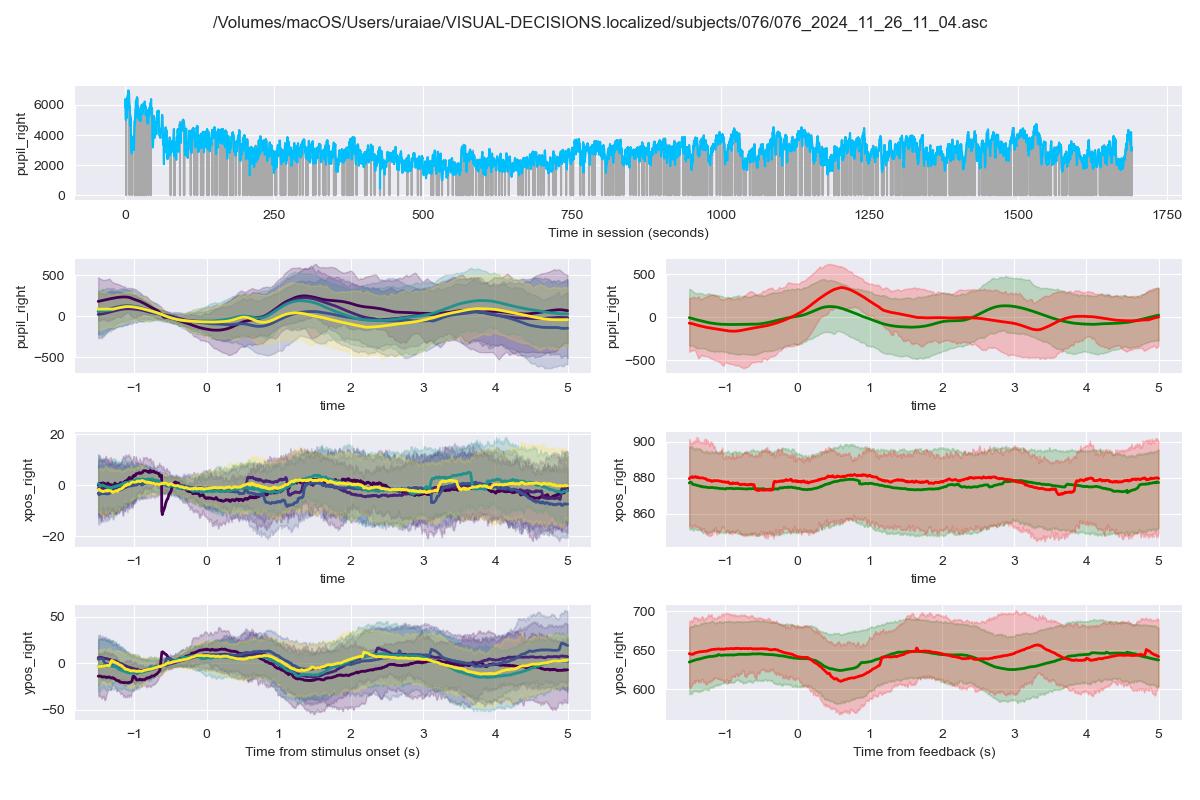 /Volumes/macOS/Users/uraiae/VISUAL-DECISIONS.localized/subjects/076/076_2024_11_26_11_04.asc
pupil_right
6000
4000
2000
0
0 250 500 750 1000 1250 1500 1750
Time in session (seconds)
pupil_right
500
0
−500
−1 0 1 2 3 4 5
time
pupil_right
500
0
−500
−1 0 1 2 3 4 5
time
xpos_right
20
0
−20
−1 0 1 2 3 4 5
time
xpos_right
900
880
860
−1 0 1 2 3 4 5
time
ypos_right
50
0
−50
−1 0 1 2 3 4 5
Time from stimulus onset (s)
ypos_right
700
650
600
−1 0 1 2 3 4 5
Time from feedback (s)